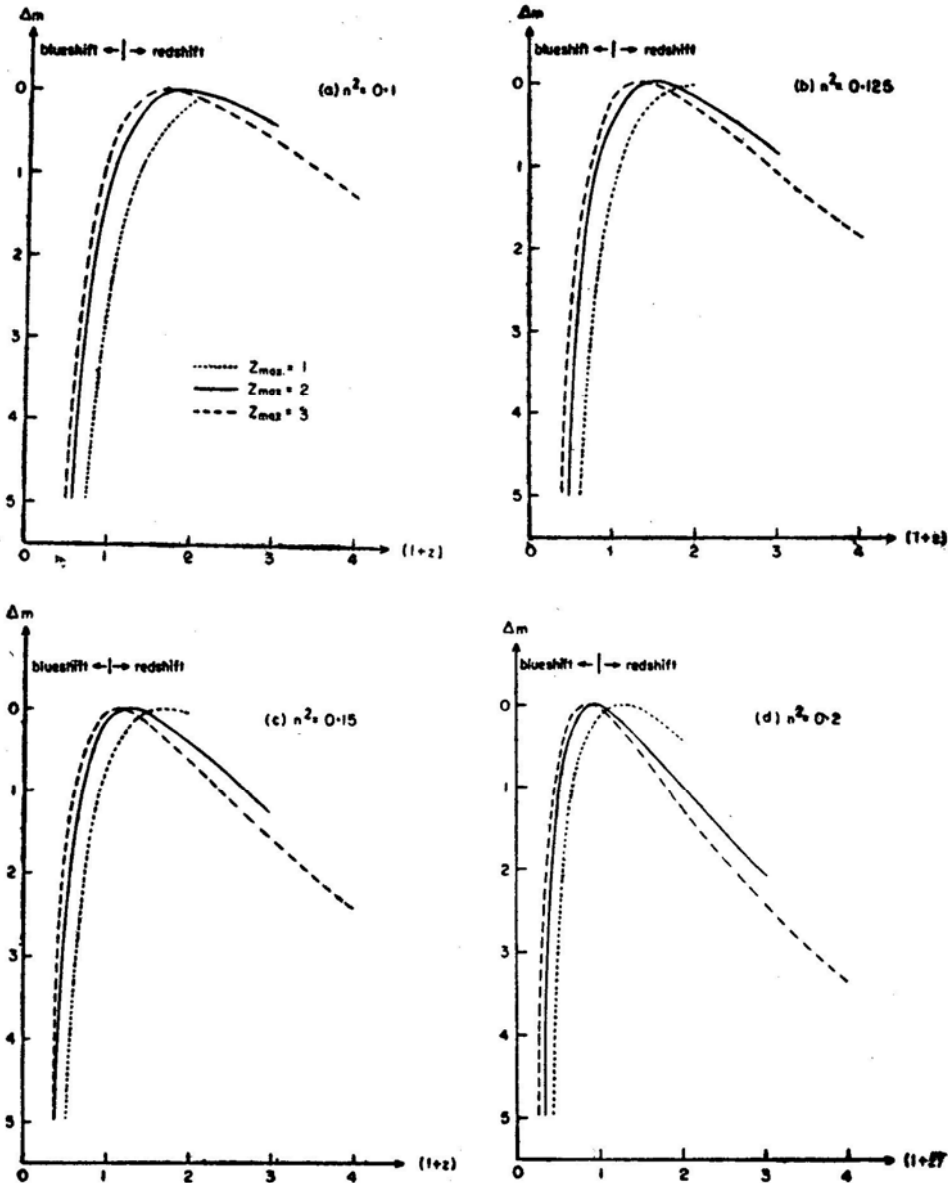 Δm
blueshift ← | → redshift
(a) n² = 0·1
0
1
2
3
4
5
Z max. = 1
Z max = 2
Z max = 3
0 1 2 3 4 (1+z)
Δm
blueshift ← | → redshift
(b) n² = 0·125
0
1
2
3
4
5
0 1 2 3 4 (1+z)
Δm
blueshift ← | → redshift
(c) n² = 0·15
0
1
2
3
4
5
0 1 2 3 4 (1+z)
Δm
blueshift ← | → redshift
(d) n² = 0·2
0
1
2
3
4
5
0 1 2 3 4